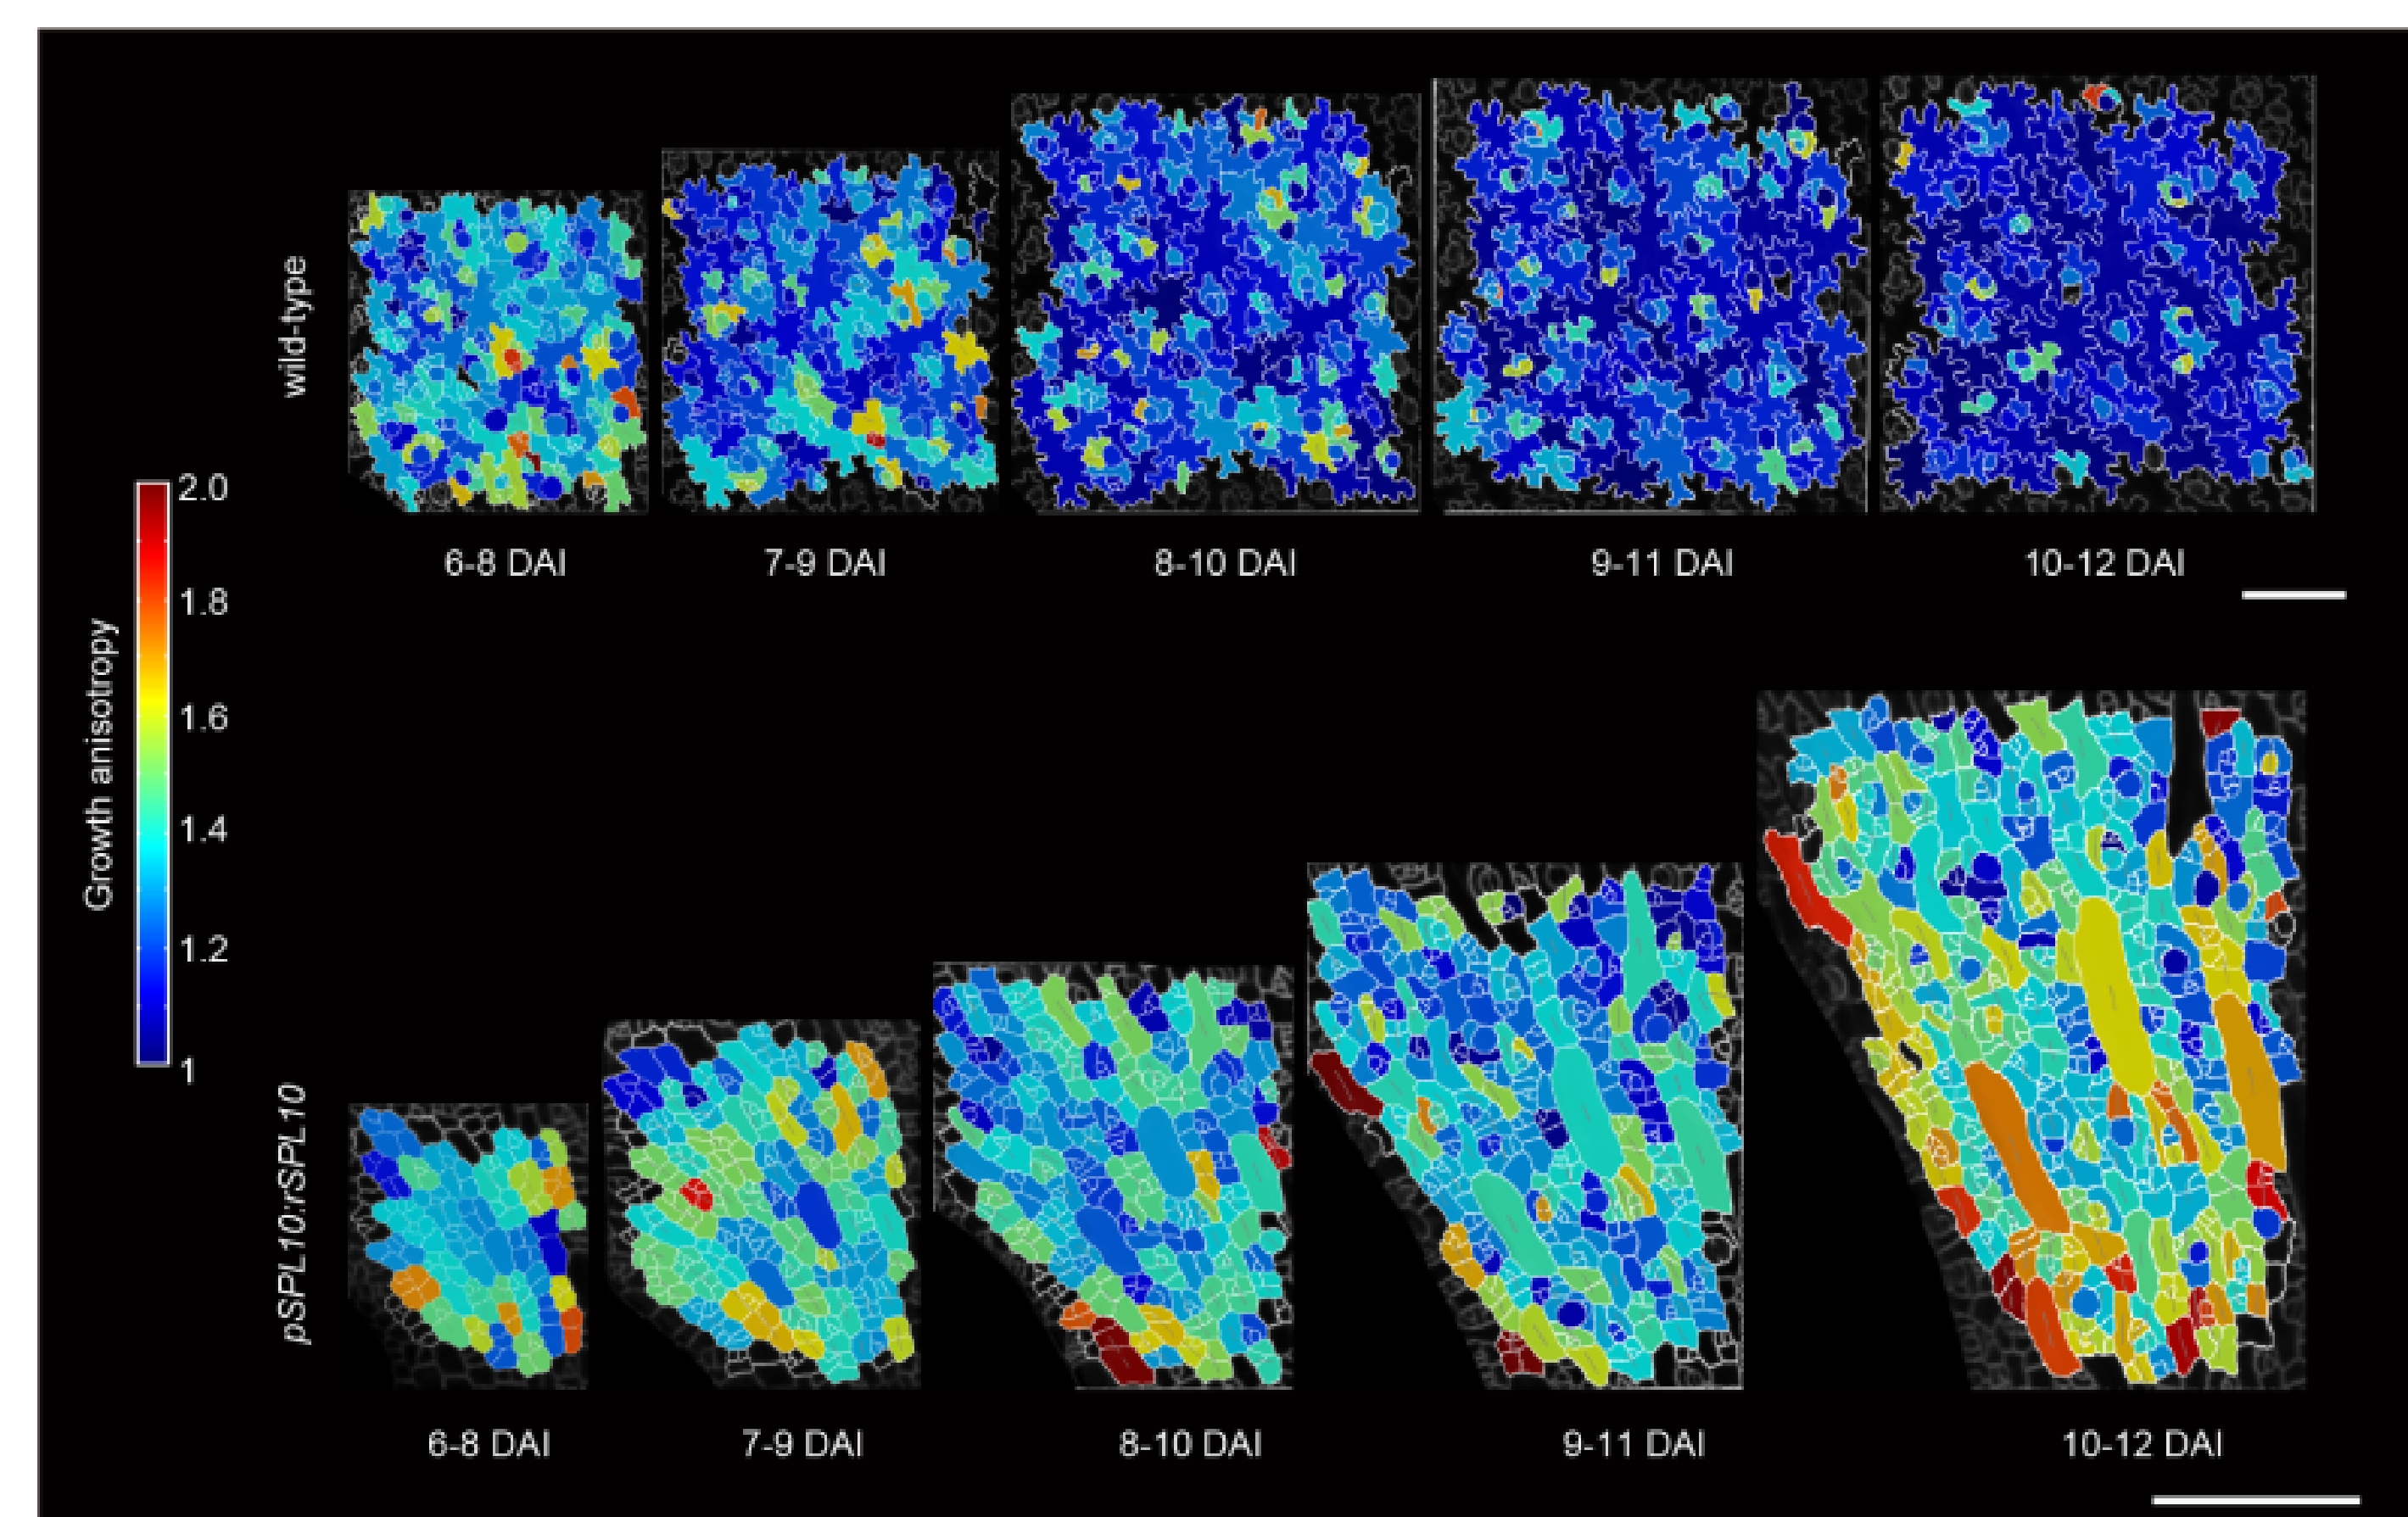 wild-type
6-8 DAI
7-9 DAI
8-10 DAI
9-11 DAI
10-12 DAI
Growth anisotropy
2.0
1.8
1.6
1.4
1.2
1
pSPL10:rSPL10
6-8 DAI
7-9 DAI
8-10 DAI
9-11 DAI
10-12 DAI